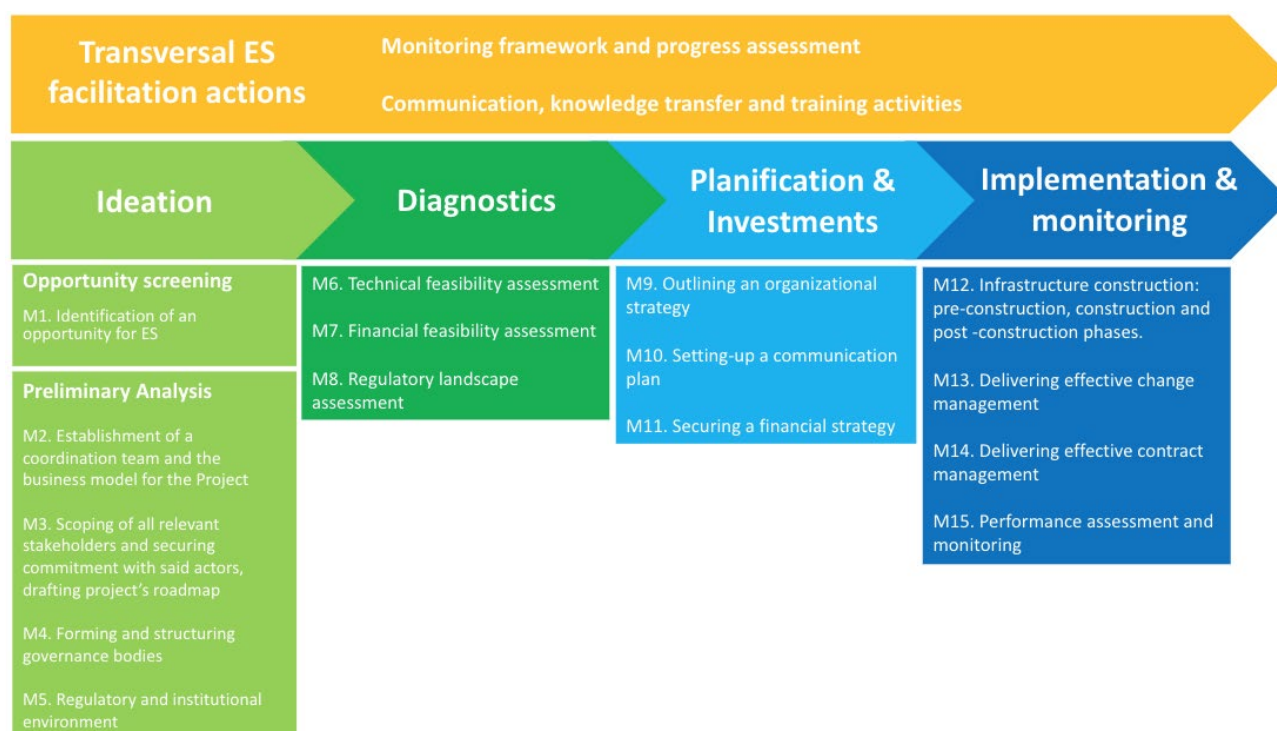 Transversal ES
facilitation actions
Monitoring framework and progress assessment
Communication, knowledge transfer and training activities
Ideation
Diagnostics
Planification &
Investments
Implementation &
monitoring
Opportunity screening
M1. Identification of an
opportunity for ES
Preliminary Analysis
M2. Establishment of a
coordination team and the
business model for the Project
M3. Scoping of all relevant
stakeholders and securing
commitment with said actors,
drafting project’s roadmap
M4. Forming and structuring
governance bodies
M5. Regulatory and institutional
environment
M6. Technical feasibility assessment
M7. Financial feasibility assessment
M8. Regulatory landscape
assessment
M9. Outlining an organizational
strategy
M10. Setting-up a communication
plan
M11. Securing a financial strategy
M12. Infrastructure construction:
pre-construction, construction and
post -construction phases.
M13. Delivering effective change
management
M14. Delivering effective contract
management
M15. Performance assessment and
monitoring